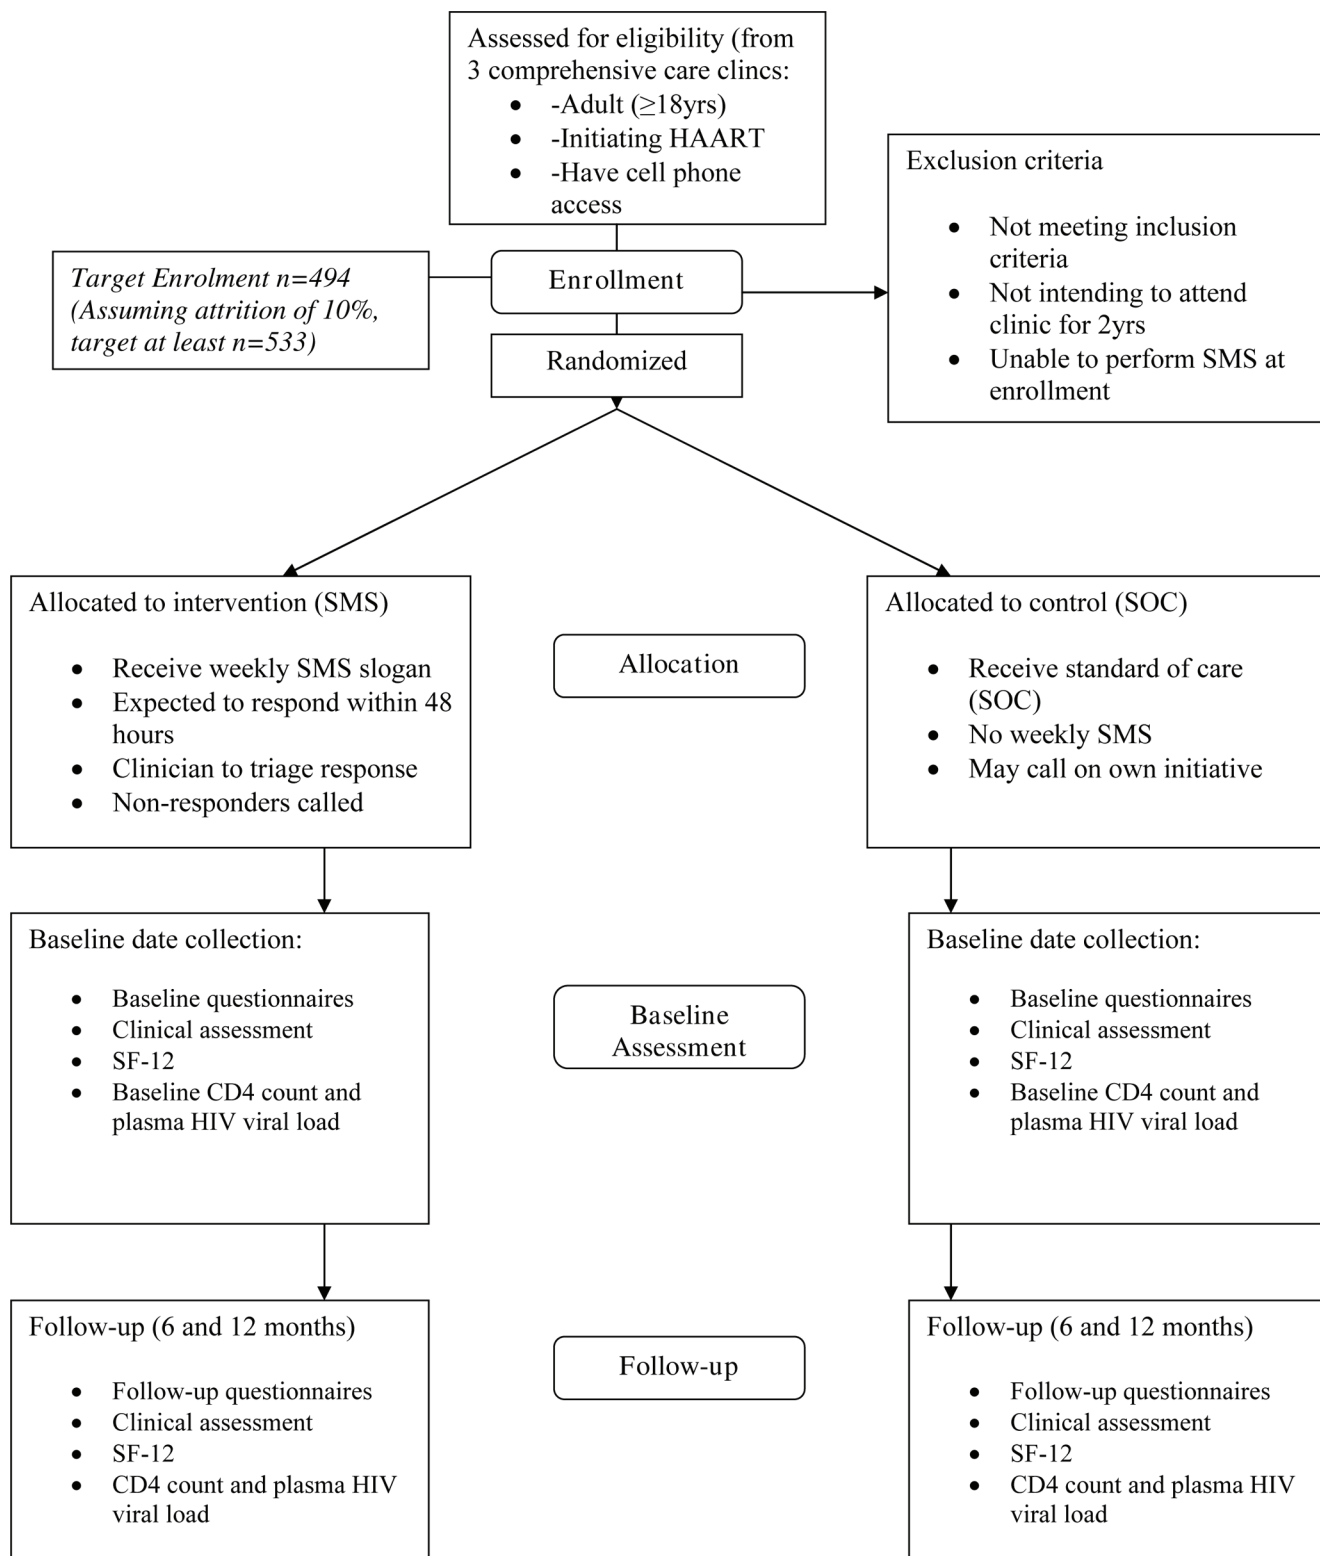 Assessed for eligibility (from
3 comprehensive care clincs:
• -Adult (≥18yrs)
• -Initiating HAART
• -Have cell phone
access
Exclusion criteria
• Not meeting inclusion
criteria
• Not intending to attend
clinic for 2yrs
• Unable to perform SMS at
enrollment
Target Enrolment n=494
(Assuming attrition of 10%,
target at least n=533)
Enrollment
Randomized
Allocated to intervention (SMS)
• Receive weekly SMS slogan
• Expected to respond within 48
hours
• Clinician to triage response
• Non-responders called
Allocation
Allocated to control (SOC)
• Receive standard of care
(SOC)
• No weekly SMS
• May call on own initiative
Baseline date collection:
• Baseline questionnaires
• Clinical assessment
• SF-12
• Baseline CD4 count and
plasma HIV viral load
Baseline
Assessment
Baseline date collection:
• Baseline questionnaires
• Clinical assessment
• SF-12
• Baseline CD4 count and
plasma HIV viral load
Follow-up (6 and 12 months)
• Follow-up questionnaires
• Clinical assessment
• SF-12
• CD4 count and plasma HIV
viral load
Follow-up
Follow-up (6 and 12 months)
• Follow-up questionnaires
• Clinical assessment
• SF-12
• CD4 count and plasma HIV
viral load